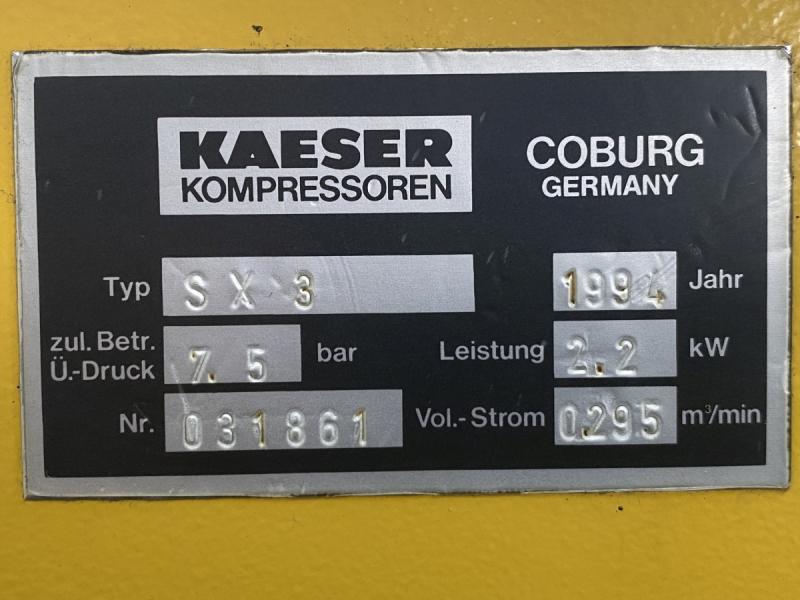 KAESER
KOMPRESSOREN
COBURG
GERMANY
Typ S X 3
1994 Jahr
zul. Betr.
Ü.-Druck 7.5 bar
Leistung 2.2 kW
Nr. 031861
Vol.-Strom 0.295 m³/min